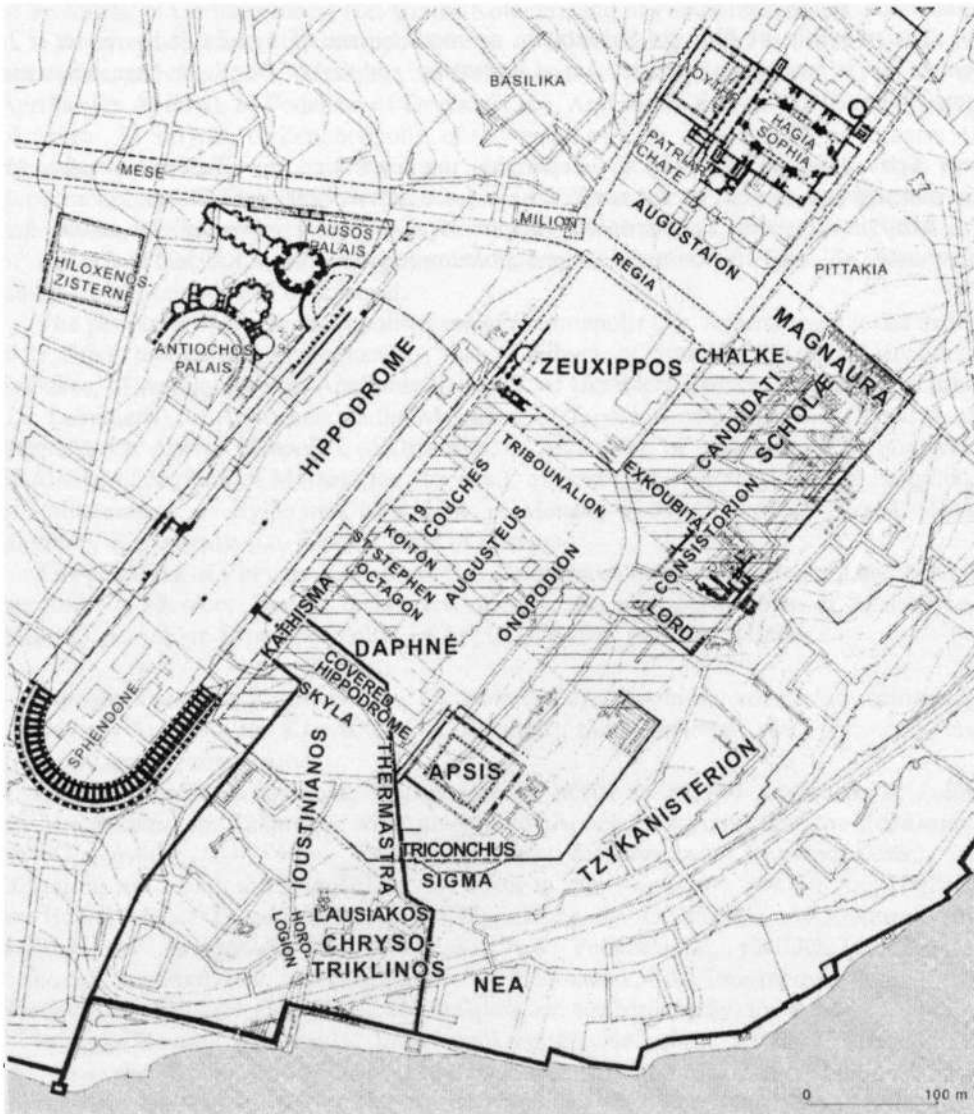 BASILIKA
HAGIA
SOPHIA
PATRIAR
CHATE
MESE
LAUSOS
PALAIS
MILION
AUGUSTAION
REGIA
PITTAKIA
PHILOXENOS-
ZISTERNE
ANTIOCHOS
PALAIS
HIPPODROME
ZEUXIPPOS
CHALKE
MAGNAURA
CANDIDATI
SCHOLÆ
TRIBOUNALION
EXKOUBITA
CONSISTORION
LORD
19
COUCHES
KOITÔN
ST. STEPHEN
OCTAGON
AUGUSTEUS
ONOPODION
DAPHNÉ
KATHISMA
COVERED
HIPPODROME
SKYLA
SPHENDONE
IOUSTINIANOS
THERMASTRA
APSIS
TRICONCHUS
SIGMA
TZYKANISTERION
LAUSIAKOS
HORO-
LOGION
CHRYSO-
TRIKLINOS
NEA
0 100 m